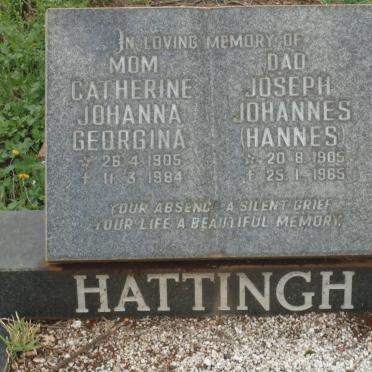 IN LOVING MEMORY OF
MOM
CATHERINE
JOHANNA
GEORGINA
☆ 26.4.1905
† 11.3.1984
DAD
JOSEPH
JOHANNES
(HANNES)
☆ 20.8.1905
† 25.1.1965
YOUR ABSENCE A SILENT GRIEF
YOUR LIFE A BEAUTIFUL MEMORY.
HATTINGH